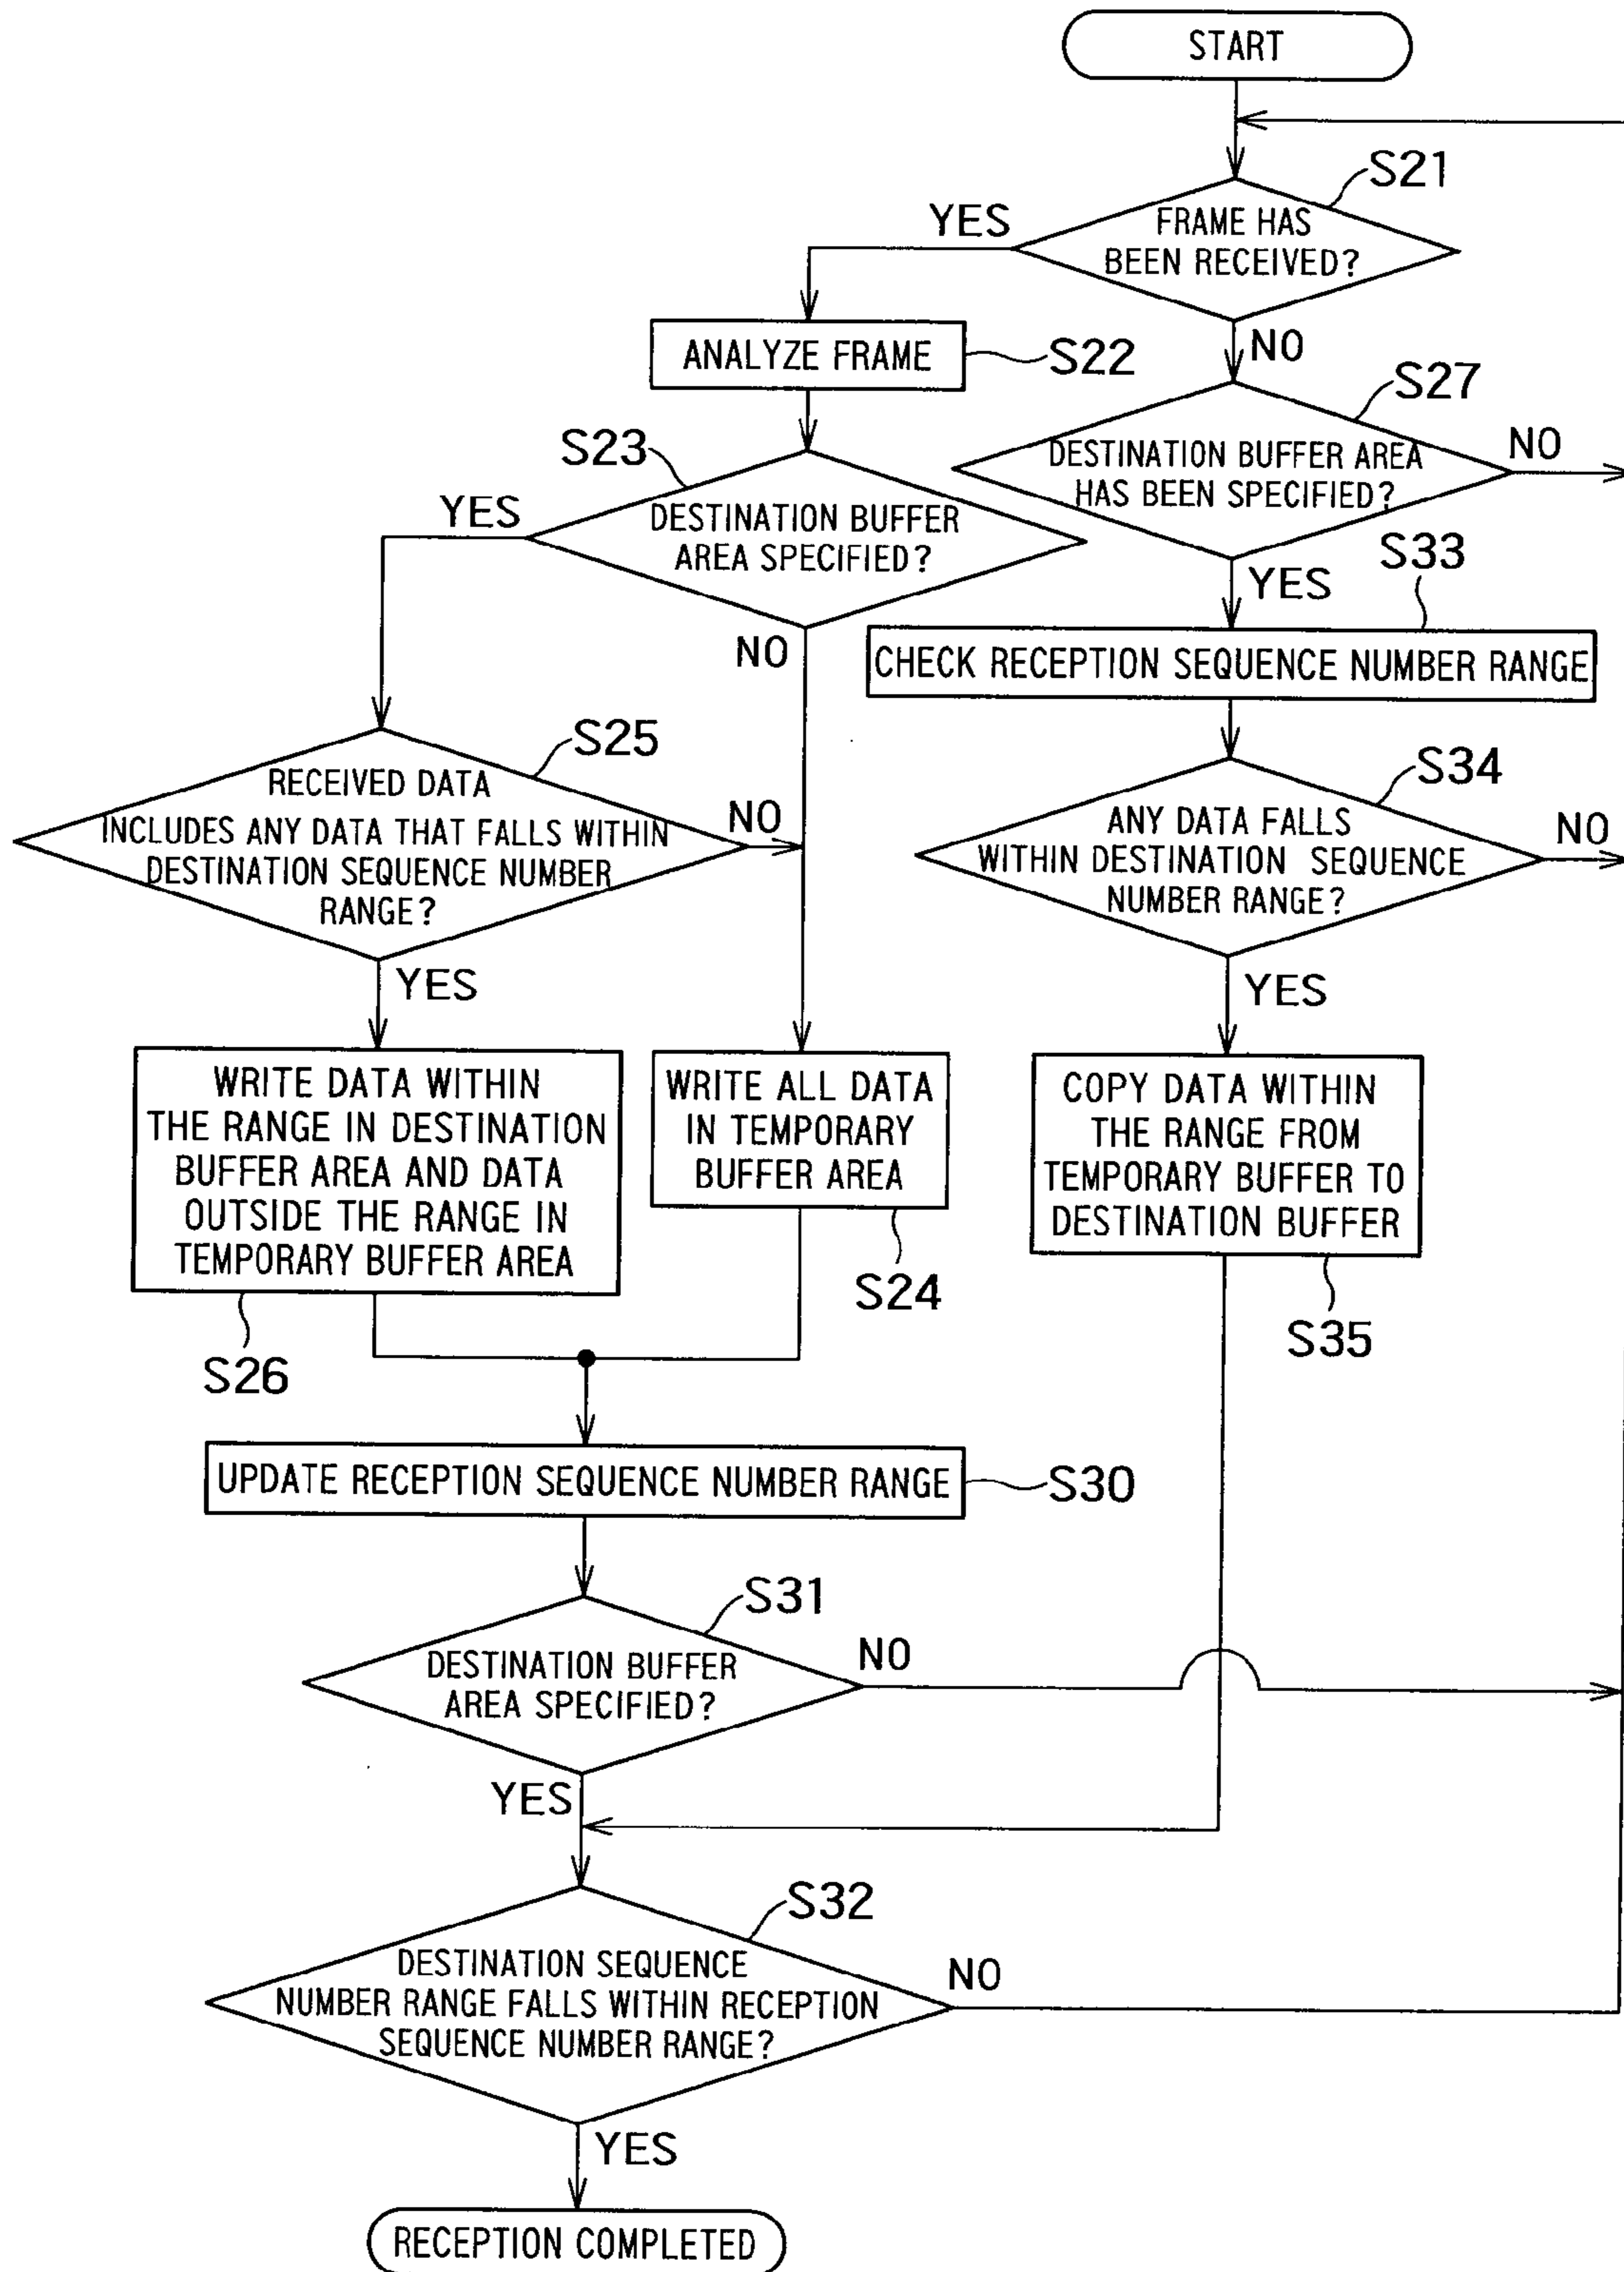 START
S21
YES
FRAME HAS
BEEN RECEIVED?
NO
ANALYZE FRAME
S22
S27
DESTINATION BUFFER AREA
HAS BEEN SPECIFIED?
NO
S23
YES
DESTINATION BUFFER
AREA SPECIFIED?
NO
YES
S33
CHECK RECEPTION SEQUENCE NUMBER RANGE
S25
RECEIVED DATA
INCLUDES ANY DATA THAT FALLS WITHIN
DESTINATION SEQUENCE NUMBER
RANGE?
NO
YES
S34
ANY DATA FALLS
WITHIN DESTINATION SEQUENCE
NUMBER RANGE?
NO
YES
WRITE DATA WITHIN
THE RANGE IN DESTINATION
BUFFER AREA AND DATA
OUTSIDE THE RANGE IN
TEMPORARY BUFFER AREA
S26
WRITE ALL DATA
IN TEMPORARY
BUFFER AREA
S24
COPY DATA WITHIN
THE RANGE FROM
TEMPORARY BUFFER TO
DESTINATION BUFFER
S35
UPDATE RECEPTION SEQUENCE NUMBER RANGE
S30
S31
DESTINATION BUFFER
AREA SPECIFIED?
NO
YES
S32
DESTINATION SEQUENCE
NUMBER RANGE FALLS WITHIN RECEPTION
SEQUENCE NUMBER RANGE?
NO
YES
RECEPTION COMPLETED